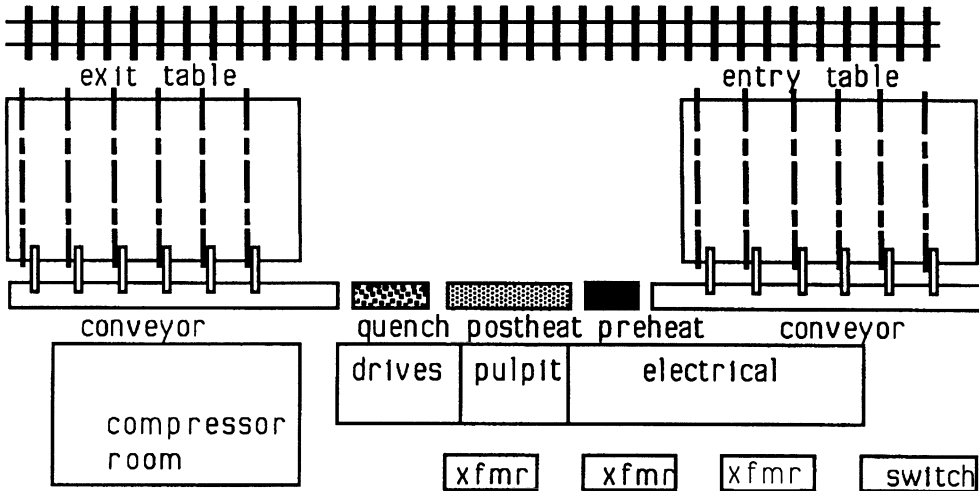 exit table
entry table
conveyor
quench
postheat
preheat
conveyor
drives
pulpit
electrical
compressor
room
xfmr
xfmr
xfmr
switch